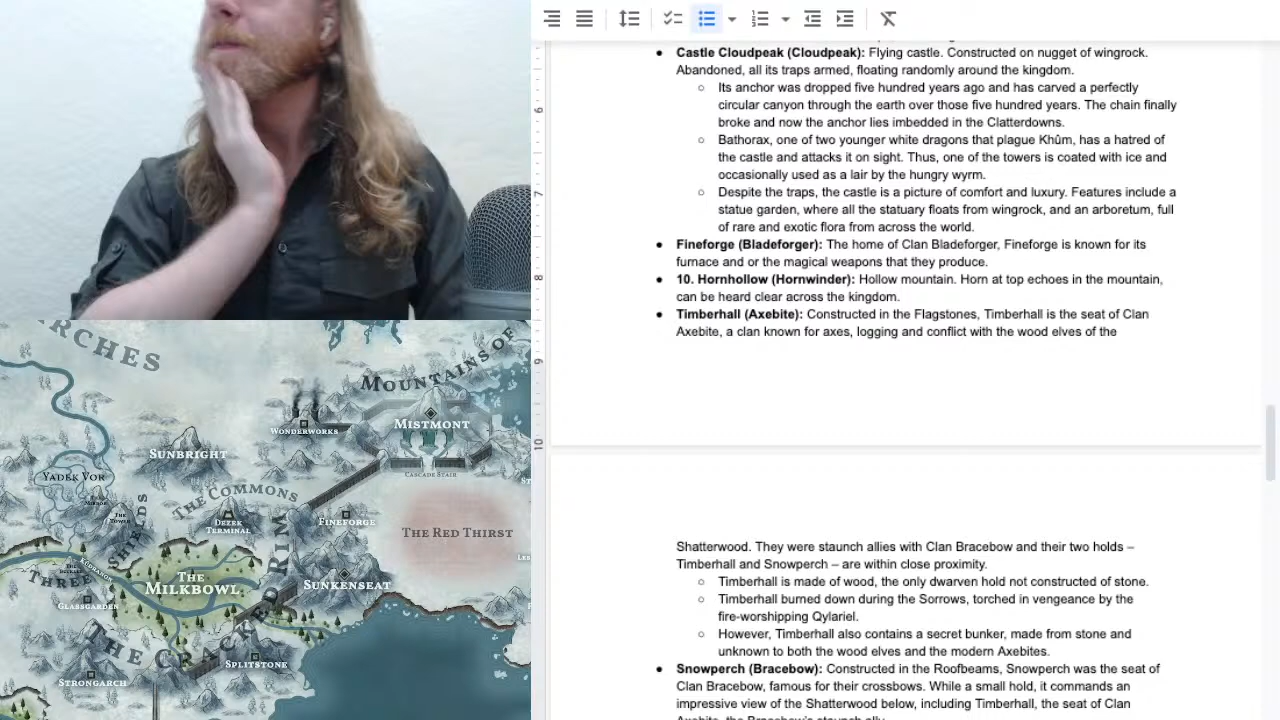 Castle Cloudpeak (Cloudpeak): Flying castle. Constructed on nugget of wingrock.
Abandoned, all its traps armed, floating randomly around the kingdom.
Its anchor was dropped five hundred years ago and has carved a perfectly
circular canyon through the earth over those five hundred years. The chain finally
broke and now the anchor lies imbedded in the Clatterdowns.
Bathorax, one of two younger white dragons that plague Khûm, has a hatred of
the castle and attacks it on sight. Thus, one of the towers is coated with ice and
occasionally used as a lair by the hungry wyrm.
Despite the traps, the castle is a picture of comfort and luxury. Features include a
statue garden, where all the statuary floats from wingrock, and an arboretum, full
of rare and exotic flora from across the world.
Fineforge (Bladeforger): The home of Clan Bladeforger, Fineforge is known for its
furnace and or the magical weapons that they produce.
10. Hornhollow (Hornwinder): Hollow mountain. Horn at top echoes in the mountain,
can be heard clear across the kingdom.
Timberhall (Axebite): Constructed in the Flagstones, Timberhall is the seat of Clan
Axebite, a clan known for axes, logging and conflict with the wood elves of the
Shatterwood. They were staunch allies with Clan Bracebow and their two holds –
Timberhall and Snowperch – are within close proximity.
Timberhall is made of wood, the only dwarven hold not constructed of stone.
Timberhall burned down during the Sorrows, torched in vengeance by the
fire-worshipping Qylariel.
However, Timberhall also contains a secret bunker, made from stone and
unknown to both the wood elves and the modern Axebites.
Snowperch (Bracebow): Constructed in the Roofbeams, Snowperch was the seat of
Clan Bracebow, famous for their crossbows. While a small hold, it commands an
impressive view of the Shatterwood below, including Timberhall, the seat of Clan
Axebite, the Bracebow's staunch ally.
6
7
8
9
10
RCHES
MOUNTAINS OF
WONDERWORKS
MISTMONT
SUNBRIGHT
CASCADE STAIR
YADEK VOR
THE COMMONS
DEEK TERMINAL
FINEFORGE
THE RED THIRST
THREE SHIELDS
THE MILKBOWL
SUNKENSEAT
GLASSGARDEN
THE CRACKED RIM
SPLITSTONE
STRONGARCH